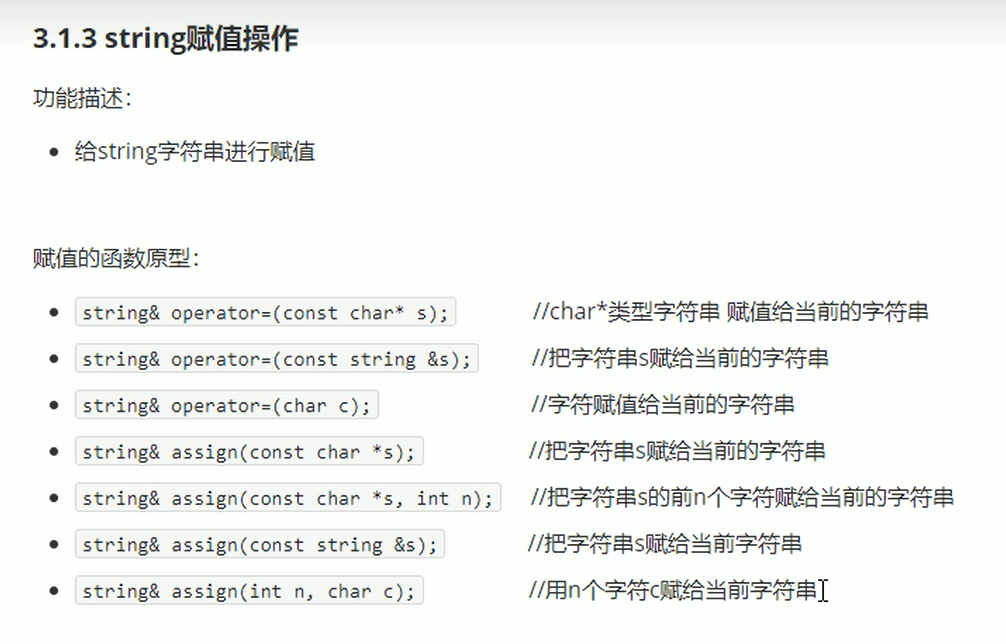 3.1.3 string赋值操作
功能描述：
给string字符串进行赋值
赋值的函数原型：
string& operator=(const char* s); //char*类型字符串 赋值给当前的字符串
string& operator=(const string &s); //把字符串s赋给当前的字符串
string& operator=(char c); //字符赋值给当前的字符串
string& assign(const char *s); //把字符串s赋给当前的字符串
string& assign(const char *s, int n); //把字符串s的前n个字符赋给当前的字符串
string& assign(const string &s); //把字符串s赋给当前字符串
string& assign(int n, char c); //用n个字符c赋给当前字符串